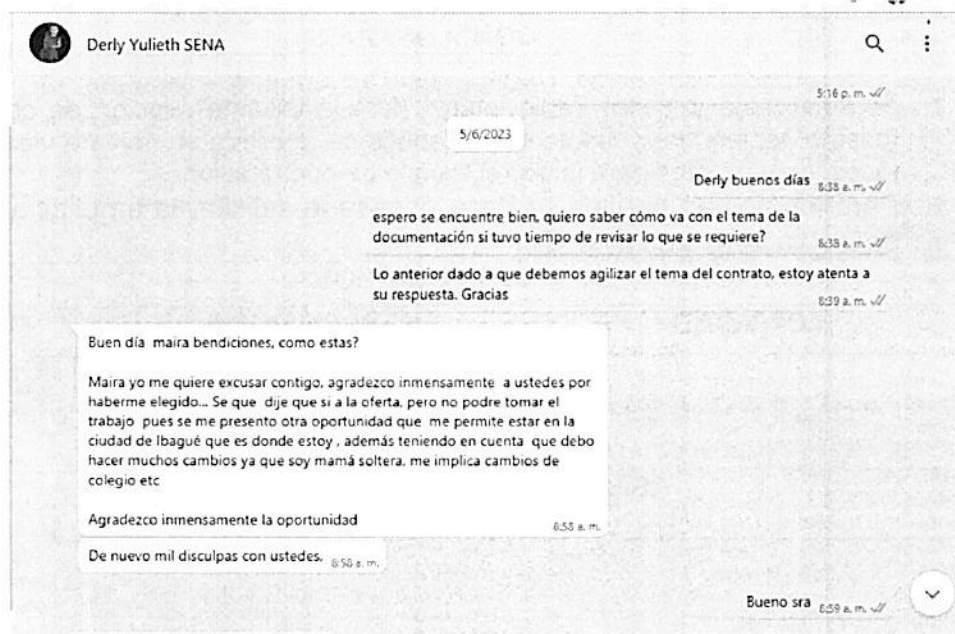 Derly Yulieth SENA
5:16 p. m.
5/6/2023
Derly buenos días 8:38 a. m.
espero se encuentre bien, quiero saber cómo va con el tema de la
documentación si tuvo tiempo de revisar lo que se requiere? 8:38 a. m.
Lo anterior dado a que debemos agilizar el tema del contrato, estoy atenta a
su respuesta. Gracias 8:39 a. m.
Buen día maira bendiciones, como estas?
Maira yo me quiere excusar contigo, agradezco inmensamente a ustedes por
haberme elegido... Se que dije que si a la oferta, pero no podre tomar el
trabajo pues se me presento otra oportunidad que me permite estar en la
ciudad de Ibagué que es donde estoy , además teniendo en cuenta que debo
hacer muchos cambios ya que soy mamá soltera, me implica cambios de
colegio etc
Agradezco inmensamente la oportunidad 8:58 a. m.
De nuevo mil disculpas con ustedes. 8:58 a. m.
Bueno sra 8:59 a. m.